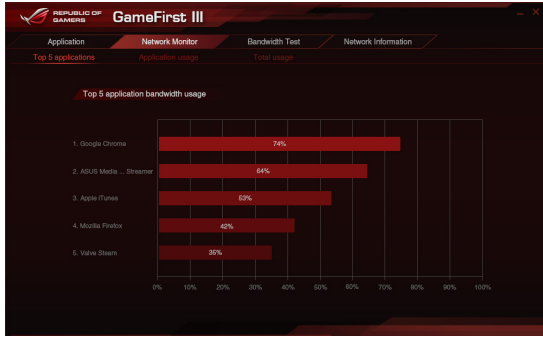 REPUBLIC OF
GAMERS
GameFirst III
Application Network Monitor Bandwidth Test Network Information
Top 5 applications Application usage Total usage
Top 5 application bandwidth usage
1. Google Chrome 74%
2. ASUS Media ... Streamer 64%
3. Apple iTunes 53%
4. Mozilla Firefox 42%
5. Valve Steam 35%
0% 10% 20% 30% 40% 50% 60% 70% 80% 90% 100%